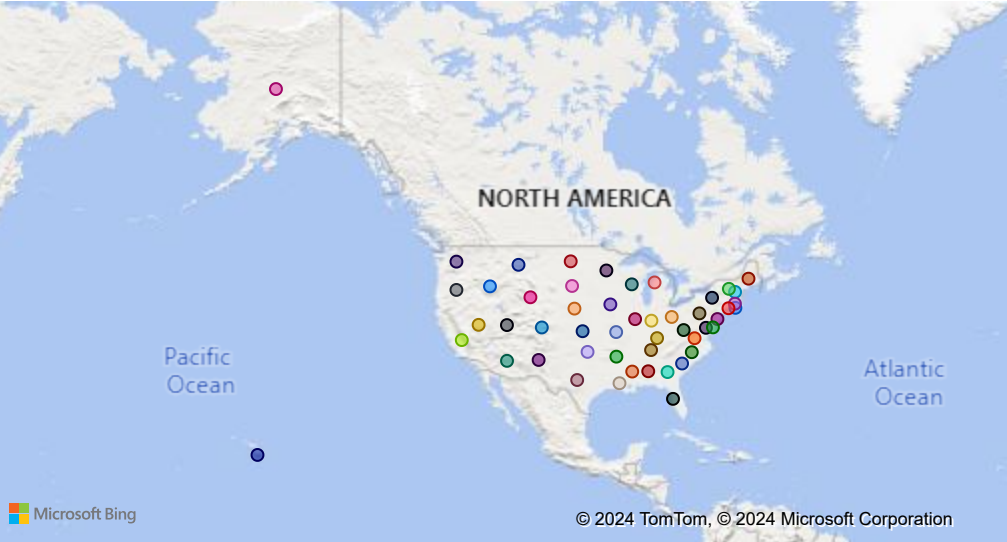 NORTH AMERICA
Pacific
Ocean
Atlantic
Ocean
Microsoft Bing
© 2024 TomTom, © 2024 Microsoft Corporation